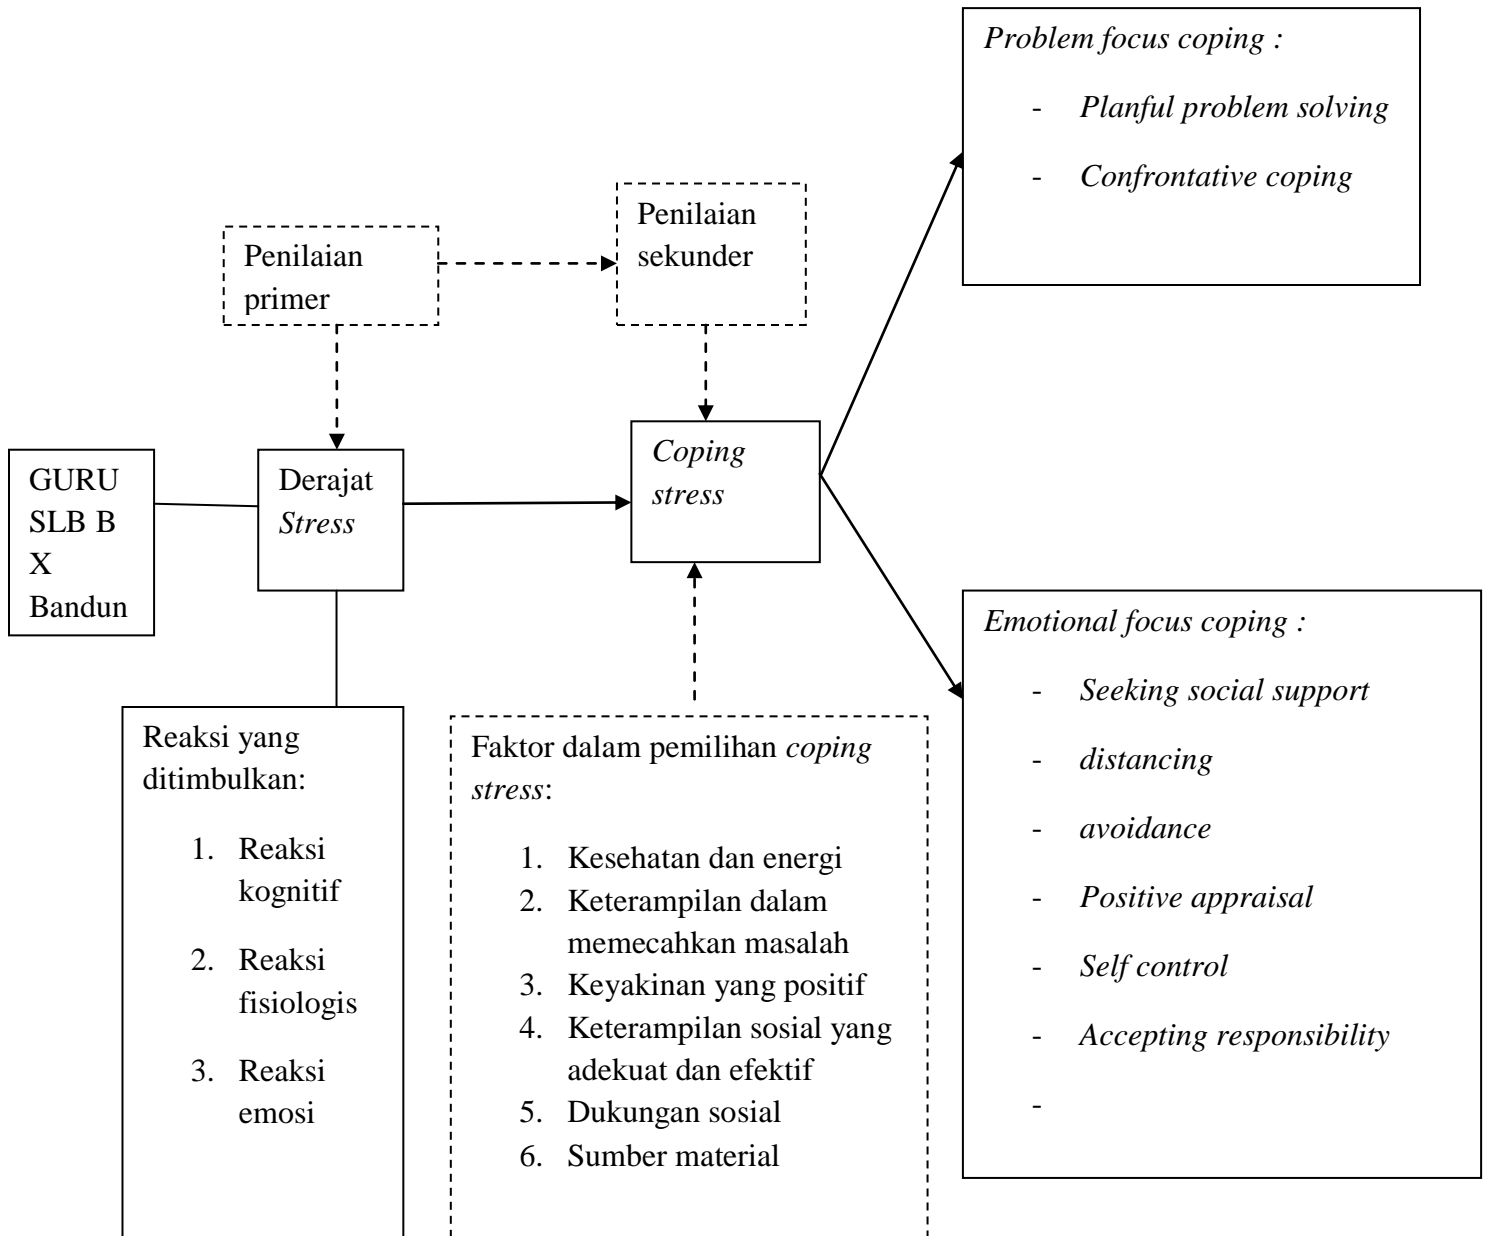 Problem focus coping :
- Planful problem solving
- Confrontative coping
Penilaian
primer
Penilaian
sekunder
GURU
SLB B
X
Bandun
Derajat
Stress
Coping
stress
Emotional focus coping :
- Seeking social support
- distancing
- avoidance
- Positive appraisal
- Self control
- Accepting responsibility
-
Reaksi yang
ditimbulkan:
1. Reaksi
kognitif
2. Reaksi
fisiologis
3. Reaksi
emosi
Faktor dalam pemilihan coping
stress:
1. Kesehatan dan energi
2. Keterampilan dalam
memecahkan masalah
3. Keyakinan yang positif
4. Keterampilan sosial yang
adekuat dan efektif
5. Dukungan sosial
6. Sumber material